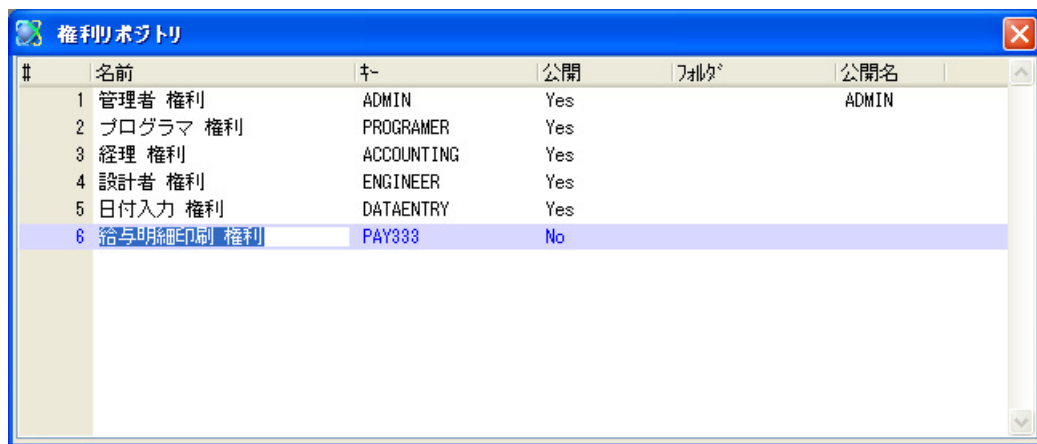 権利リポジトリ
# 名前 ｷｰ 公開 ﾌｫﾙﾀﾞ 公開名
1 管理者 権利 ADMIN Yes ADMIN
2 プログラマ 権利 PROGRAMER Yes
3 経理 権利 ACCOUNTING Yes
4 設計者 権利 ENGINEER Yes
5 日付入力 権利 DATAENTRY Yes
6 給与明細印刷 権利 PAY333 No